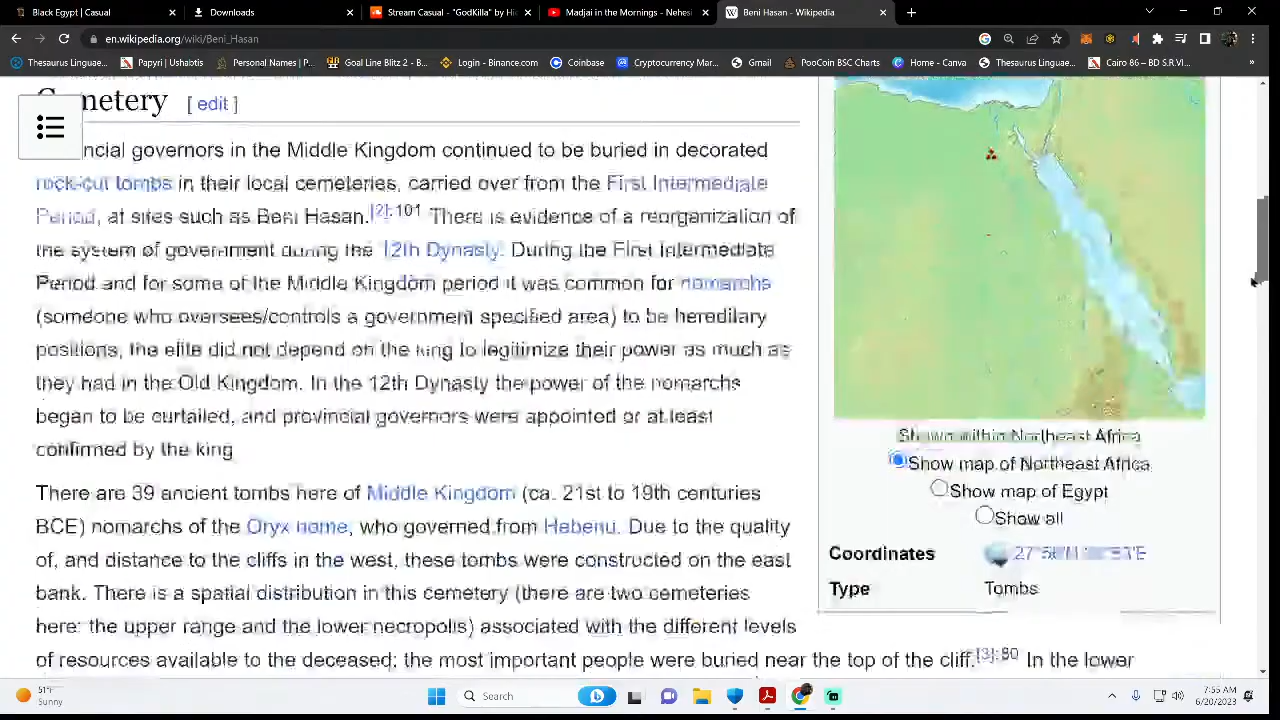 Black Egypt | Casual
Downloads
Stream Casual - "GodKilla" by Hi
Madjai in the Mornings - Nehesi
Beni Hasan - Wikipedia
en.wikipedia.org/wiki/Beni_Hasan
Thesaurus Linguae...
Papyri | Ushabtis
Personal Names | P...
Goal Line Blitz 2 - B...
Login - Binance.com
Coinbase
Cryptocurrency Mar...
Gmail
PooCoin BSC Charts
Home - Canva
Thesaurus Linguae...
Cairo 86 – BD S.R.VI...
Cemetery [ edit ]
ncial governors in the Middle Kingdom continued to be buried in decorated
rock-cut tombs in their local cemeteries, carried over from the First Intermediate
Period, at sites such as Beni Hasan.[2]:101 There is evidence of a reorganization of
the system of government during the 12th Dynasty. During the First Intermediate
Period and for some of the Middle Kingdom period it was common for nomarchs
(someone who oversees/controls a government specified area) to be hereditary
positions, the elite did not depend on the king to legitimize their power as much as
they had in the Old Kingdom. In the 12th Dynasty the power of the nomarchs
began to be curtailed, and provincial governors were appointed or at least
confirmed by the king
There are 39 ancient tombs here of Middle Kingdom (ca. 21st to 19th centuries
BCE) nomarchs of the Oryx nome, who governed from Hebenu. Due to the quality
of, and distance to the cliffs in the west, these tombs were constructed on the east
bank. There is a spatial distribution in this cemetery (there are two cemeteries
here: the upper range and the lower necropolis) associated with the different levels
of resources available to the deceased; the most important people were buried near the top of the cliff.[3]:80 In the lower
Shown within Northeast Africa
Show map of Northeast Africa
Show map of Egypt
Show all
Coordinates
Type Tombs
51°F
Sunny
Search
7:55 AM